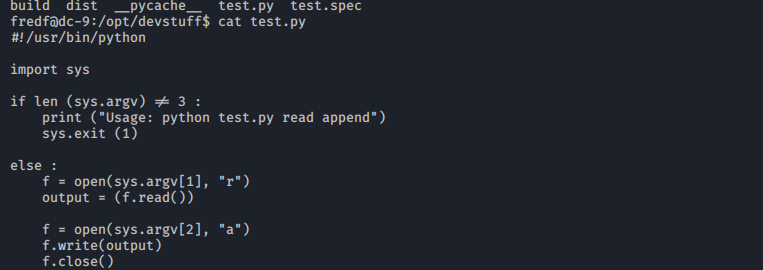 build  dist  __pycache__  test.py  test.spec
fredf@dc-9:/opt/devstuff$ cat test.py
#!/usr/bin/python

import sys

if len (sys.argv) ≠ 3 :
    print ("Usage: python test.py read append")
    sys.exit (1)

else :
    f = open(sys.argv[1], "r")
    output = (f.read())

    f = open(sys.argv[2], "a")
    f.write(output)
    f.close()